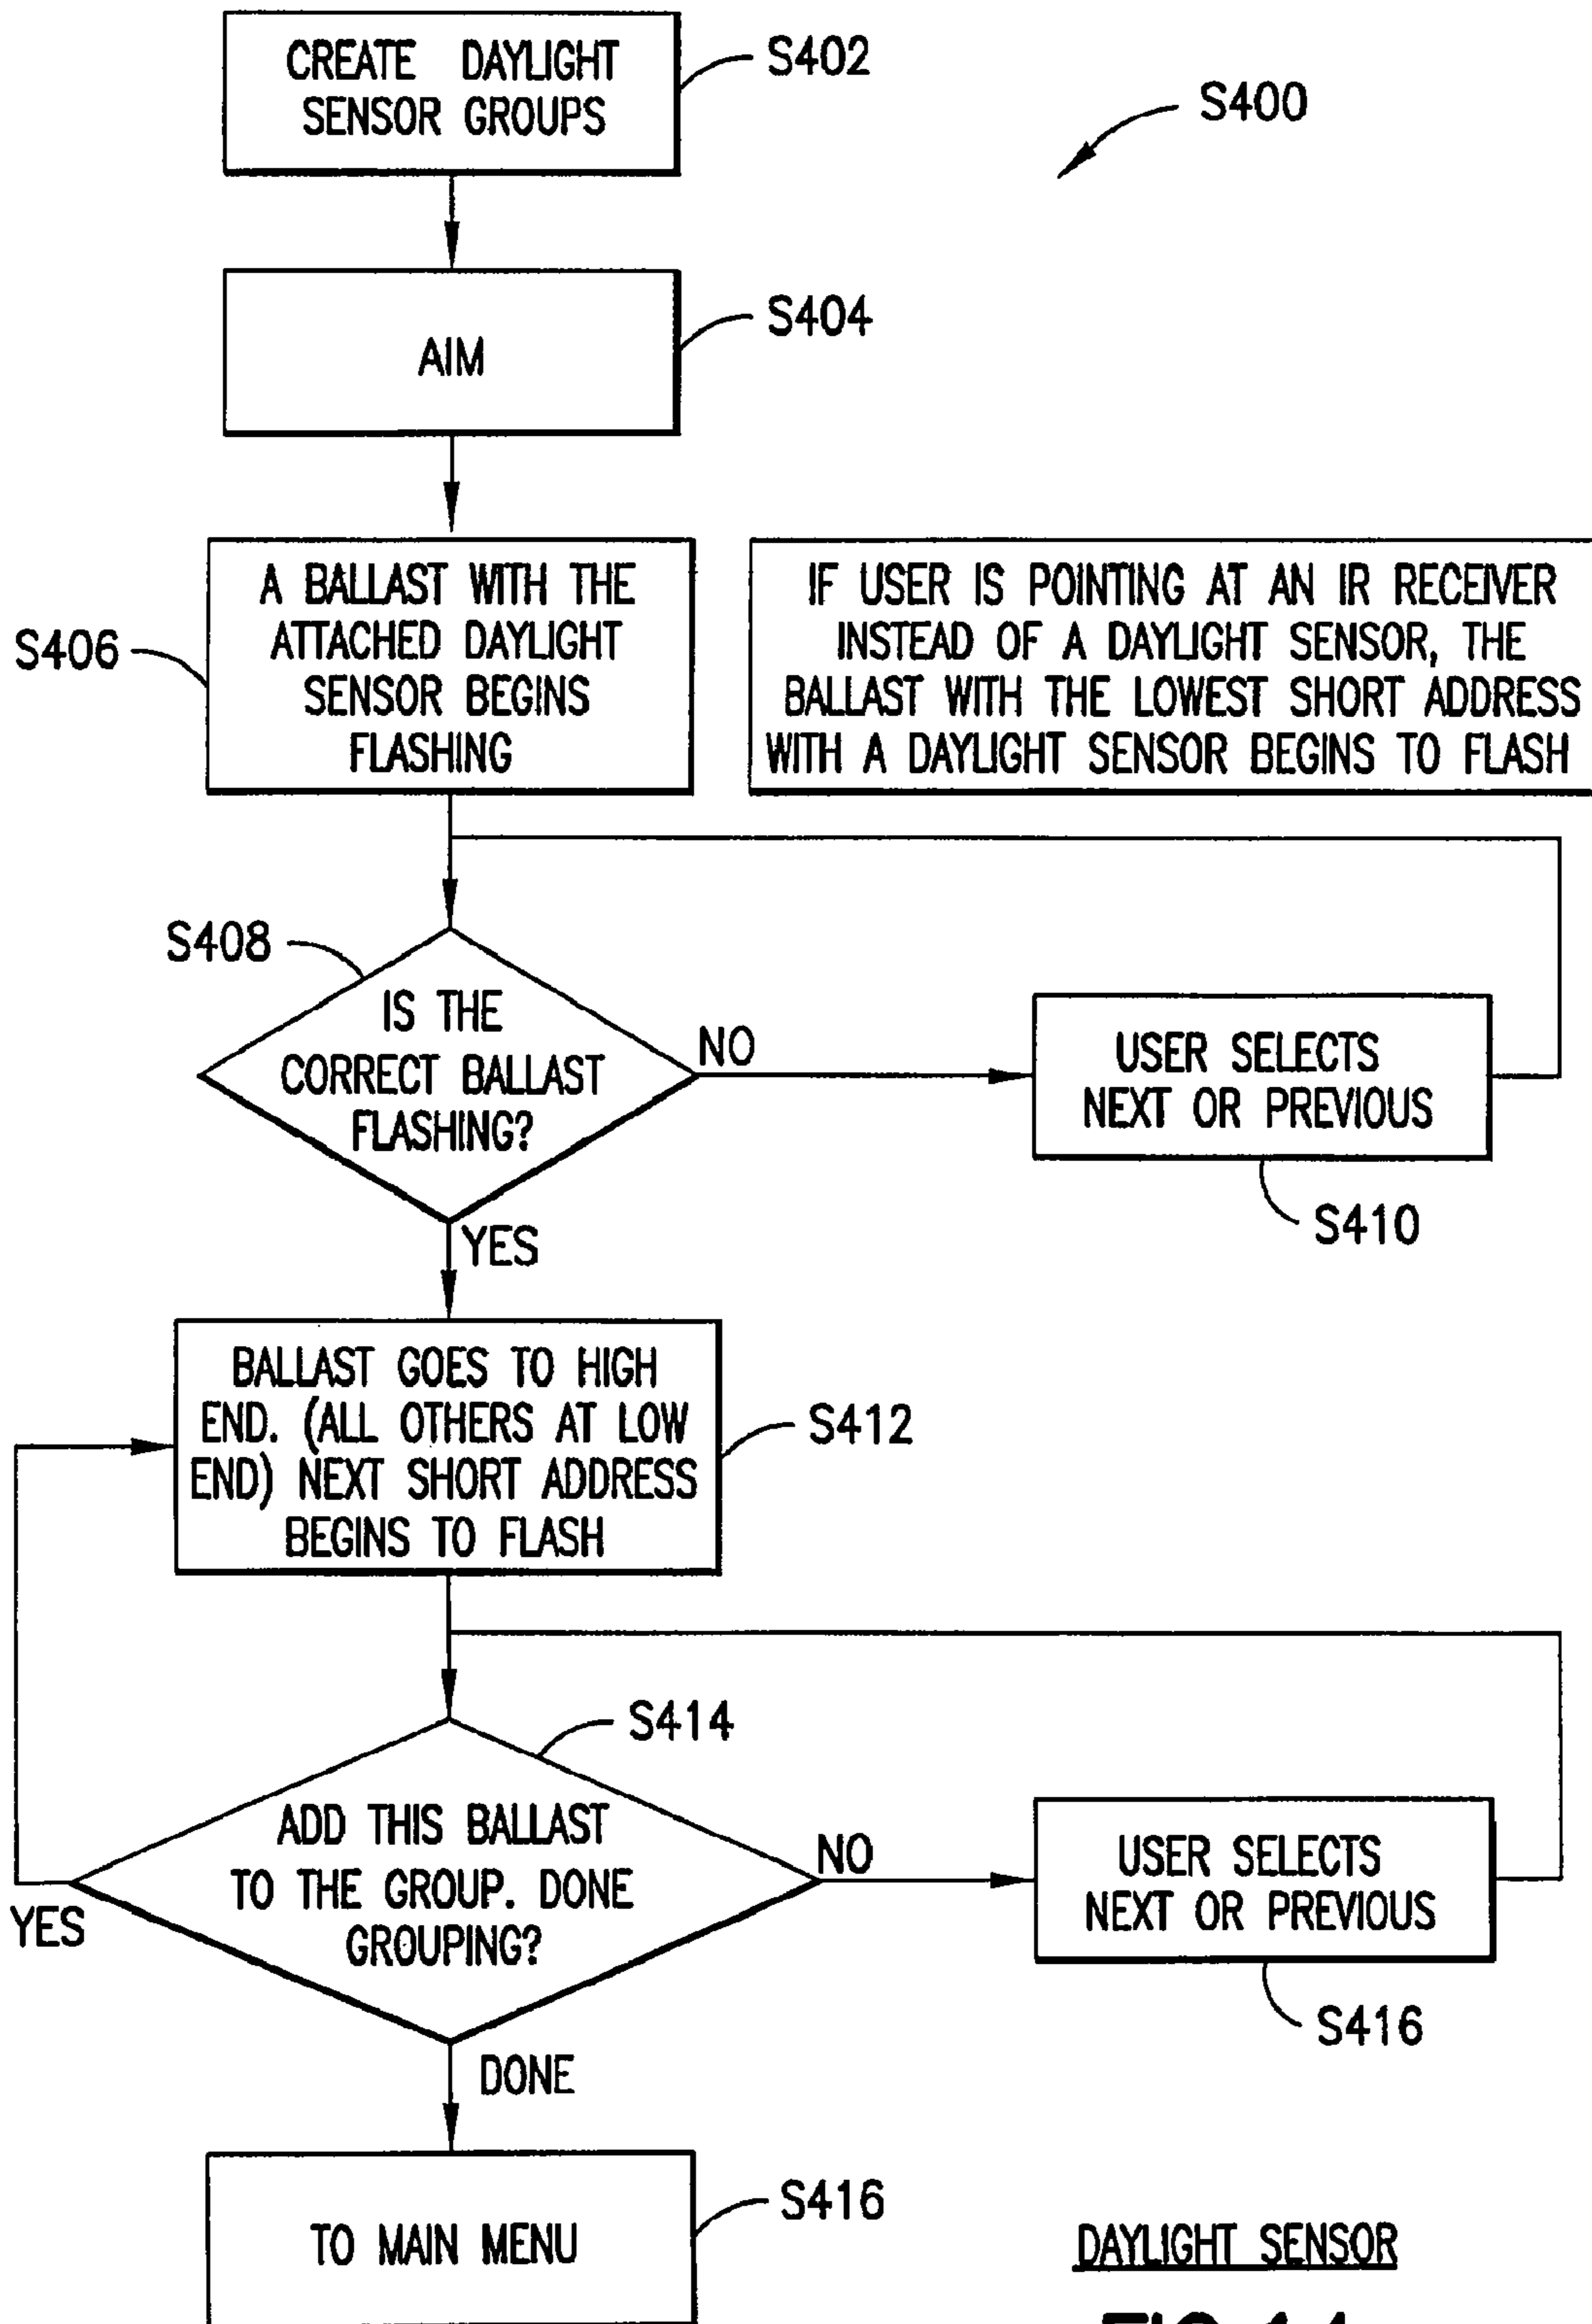 CREATE DAYLIGHT
SENSOR GROUPS
S402
S400
AIM
S404
S406
A BALLAST WITH THE
ATTACHED DAYLIGHT
SENSOR BEGINS
FLASHING
IF USER IS POINTING AT AN IR RECEIVER
INSTEAD OF A DAYLIGHT SENSOR, THE
BALLAST WITH THE LOWEST SHORT ADDRESS
WITH A DAYLIGHT SENSOR BEGINS TO FLASH
S408
IS THE
CORRECT BALLAST
FLASHING?
NO
USER SELECTS
NEXT OR PREVIOUS
S410
YES
BALLAST GOES TO HIGH
END. (ALL OTHERS AT LOW
END) NEXT SHORT ADDRESS
BEGINS TO FLASH
S412
S414
ADD THIS BALLAST
TO THE GROUP. DONE
GROUPING?
YES
NO
USER SELECTS
NEXT OR PREVIOUS
S416
DONE
TO MAIN MENU
S416
DAYLIGHT SENSOR